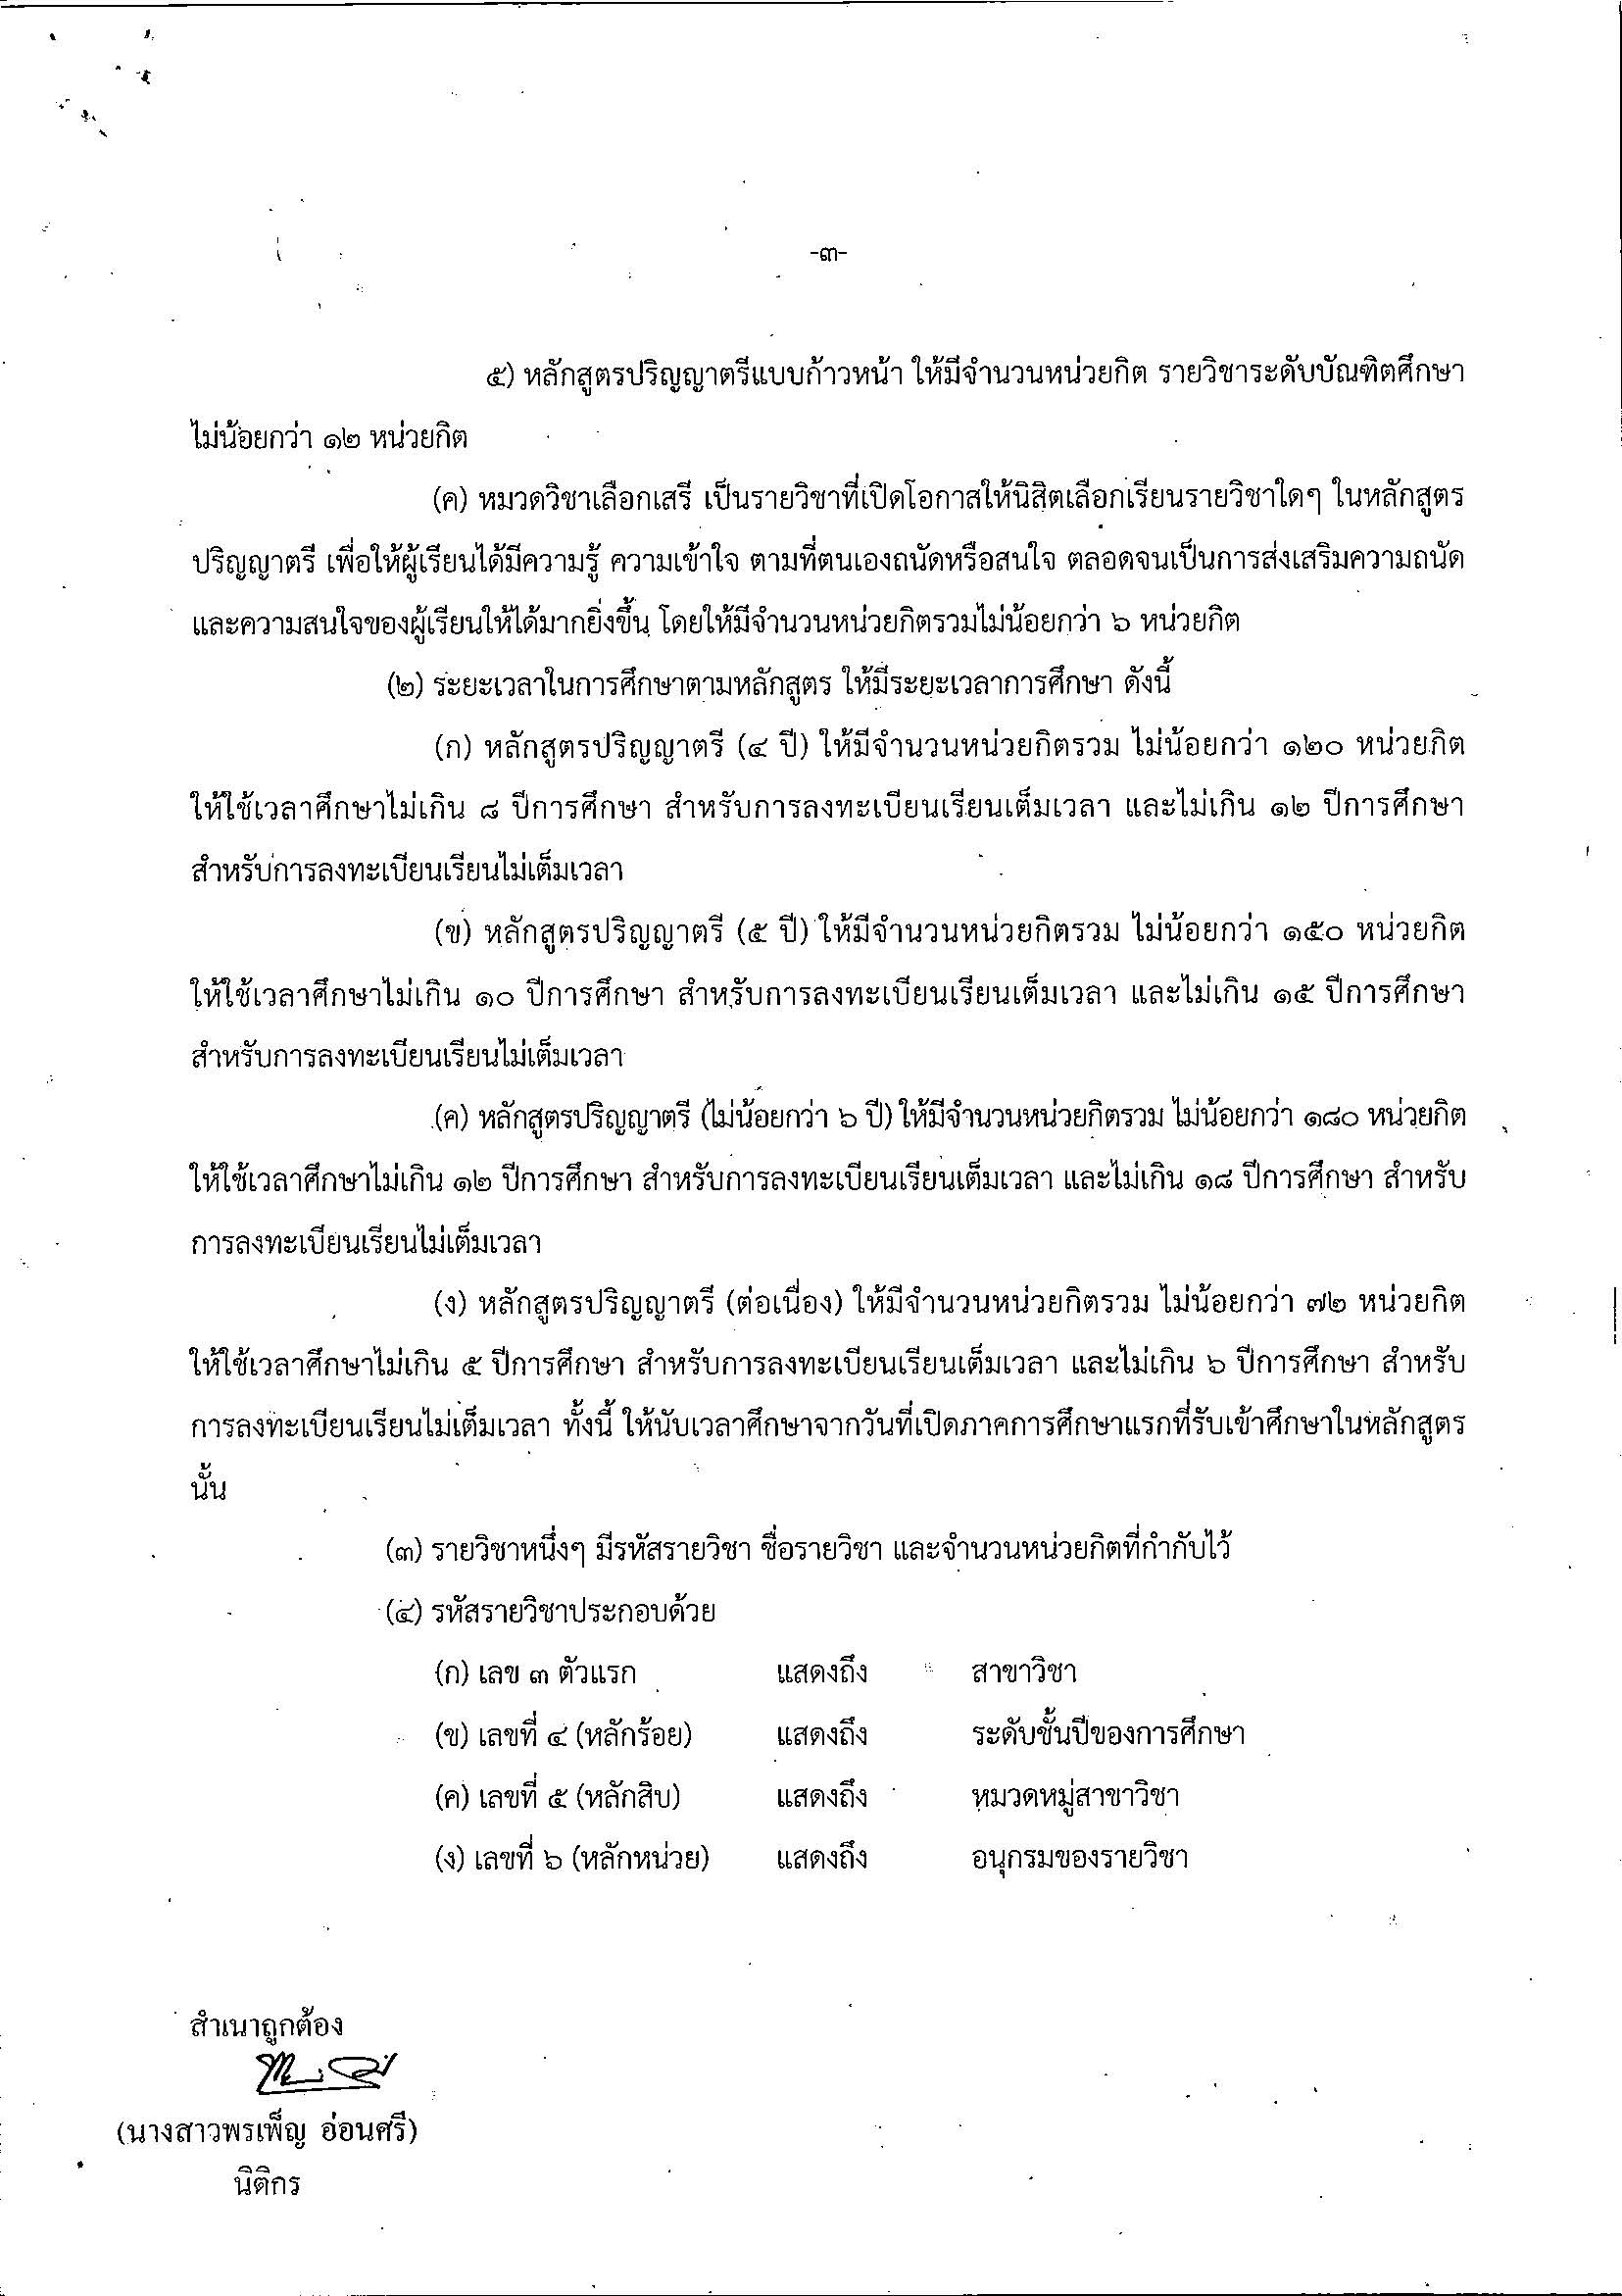 -๓-
๕) หลักสูตรปริญญาตรีแบบก้าวหน้า ให้มีจำนวนหน่วยกิต รายวิชาระดับบัณฑิตศึกษา
ไม่น้อยกว่า ๑๒ หน่วยกิต
(ค) หมวดวิชาเลือกเสรี เป็นรายวิชาที่เปิดโอกาสให้นิสิตเลือกเรียนรายวิชาใดๆ ในหลักสูตร
ปริญญาตรี เพื่อให้ผู้เรียนได้มีความรู้ ความเข้าใจ ตามที่ตนเองถนัดหรือสนใจ ตลอดจนเป็นการส่งเสริมความถนัด
และความสนใจของผู้เรียนให้ได้มากยิ่งขึ้น โดยให้มีจำนวนหน่วยกิตรวมไม่น้อยกว่า ๖ หน่วยกิต
(๒) ระยะเวลาในการศึกษาตามหลักสูตร ให้มีระยะเวลาการศึกษา ดังนี้
(ก) หลักสูตรปริญญาตรี (๔ ปี) ให้มีจำนวนหน่วยกิตรวม ไม่น้อยกว่า ๑๒๐ หน่วยกิต
ให้ใช้เวลาศึกษาไม่เกิน ๘ ปีการศึกษา สำหรับการลงทะเบียนเรียนเต็มเวลา และไม่เกิน ๑๒ ปีการศึกษา
สำหรับการลงทะเบียนเรียนไม่เต็มเวลา
(ข) หลักสูตรปริญญาตรี (๕ ปี) ให้มีจำนวนหน่วยกิตรวม ไม่น้อยกว่า ๑๕๐ หน่วยกิต
ให้ใช้เวลาศึกษาไม่เกิน ๑๐ ปีการศึกษา สำหรับการลงทะเบียนเรียนเต็มเวลา และไม่เกิน ๑๕ ปีการศึกษา
สำหรับการลงทะเบียนเรียนไม่เต็มเวลา
(ค) หลักสูตรปริญญาตรี (ไม่น้อยกว่า ๖ ปี) ให้มีจำนวนหน่วยกิตรวม ไม่น้อยกว่า ๑๘๐ หน่วยกิต
ให้ใช้เวลาศึกษาไม่เกิน ๑๒ ปีการศึกษา สำหรับการลงทะเบียนเรียนเต็มเวลา และไม่เกิน ๑๘ ปีการศึกษา สำหรับ
การลงทะเบียนเรียนไม่เต็มเวลา
(ง) หลักสูตรปริญญาตรี (ต่อเนื่อง) ให้มีจำนวนหน่วยกิตรวม ไม่น้อยกว่า ๗๒ หน่วยกิต
ให้ใช้เวลาศึกษาไม่เกิน ๕ ปีการศึกษา สำหรับการลงทะเบียนเรียนเต็มเวลา และไม่เกิน ๖ ปีการศึกษา สำหรับ
การลงทะเบียนเรียนไม่เต็มเวลา ทั้งนี้ ให้นับเวลาศึกษาจากวันที่เปิดภาคการศึกษาแรกที่รับเข้าศึกษาในหลักสูตร
นั้น
(๓) รายวิชาหนึ่งๆ มีรหัสรายวิชา ชื่อรายวิชา และจำนวนหน่วยกิตที่กำกับไว้
(๔) รหัสรายวิชาประกอบด้วย
(ก) เลข ๓ ตัวแรก แสดงถึง สาขาวิชา
(ข) เลขที่ ๔ (หลักร้อย) แสดงถึง ระดับชั้นปีของการศึกษา
(ค) เลขที่ ๕ (หลักสิบ) แสดงถึง หมวดหมู่สาขาวิชา
(ง) เลขที่ ๖ (หลักหน่วย) แสดงถึง อนุกรมของรายวิชา
สำเนาถูกต้อง
(นางสาวพรเพ็ญ อ่อนศรี)
นิติกร